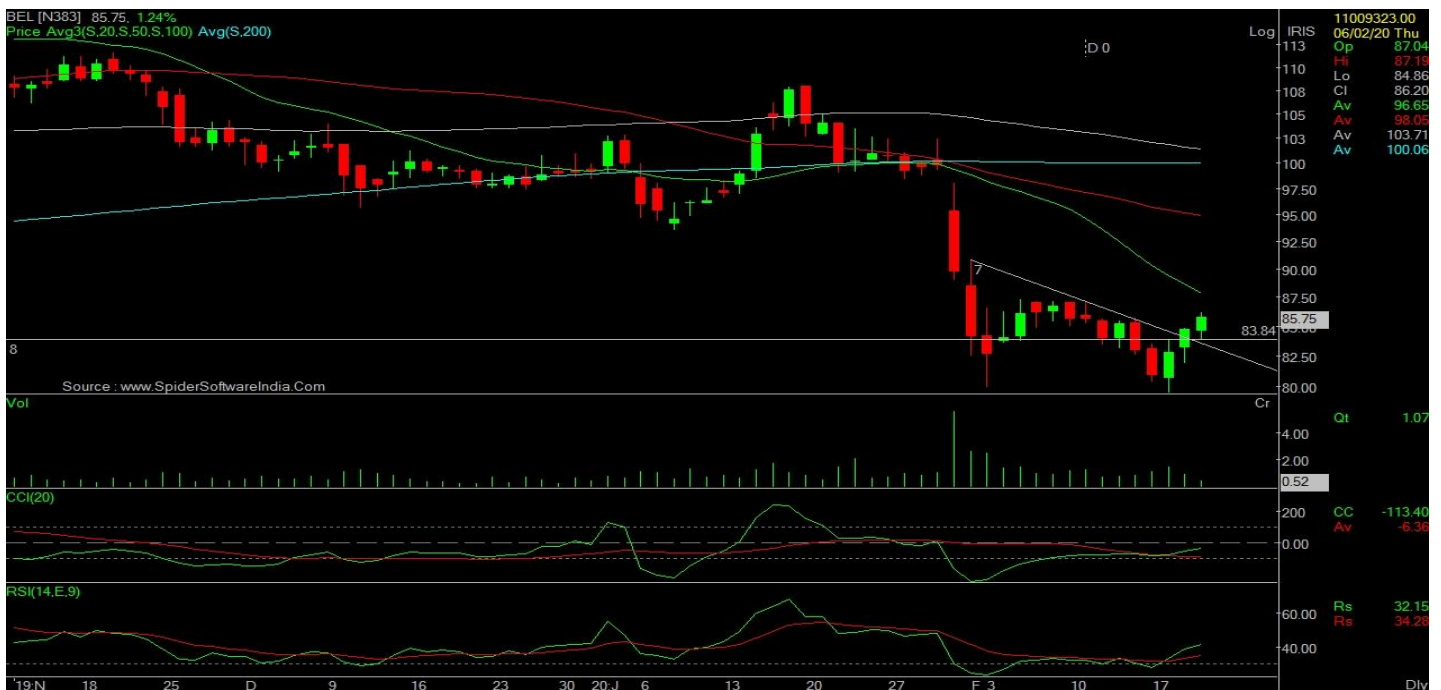 BEL [N383] 85.75, 1.24%
Price Avg3(S,20,S,50,S,100) Avg(S,200)
Log IRIS
D 0
113
110
108
105
103
100
97.50
95.00
92.50
90.00
87.50
85.75
85.00
82.50
80.00
7
83.84
8
Source : www.SpiderSoftwareIndia.Com
11009323.00
06/02/20 Thu
Op 87.04
Hi 87.19
Lo 84.86
Cl 86.20
Av 96.65
Av 98.05
Av 103.71
Av 100.06
Vol Cr
4.00
2.00
0.52
Qt 1.07
CCI(20)
200
0.00
CC -113.40
Av -6.36
RSI(14,E,9)
60.00
40.00
Rs 32.15
Rs 34.28
'19:N 18 25 D 9 16 23 30 20:J 6 13 20 27 F 3 10 17 Dly